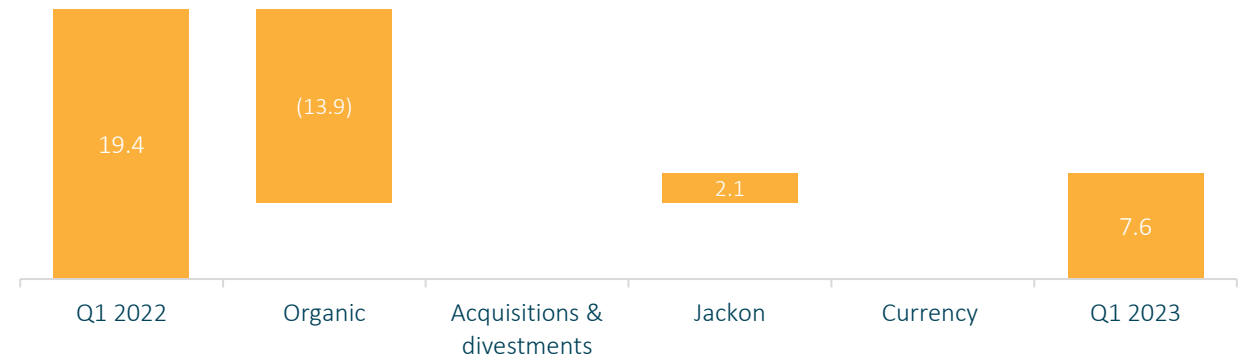 (13.9)
19.4
2.1
7.6
Q1 2022
Organic
Acquisitions &
divestments
Jackon
Currency
Q1 2023